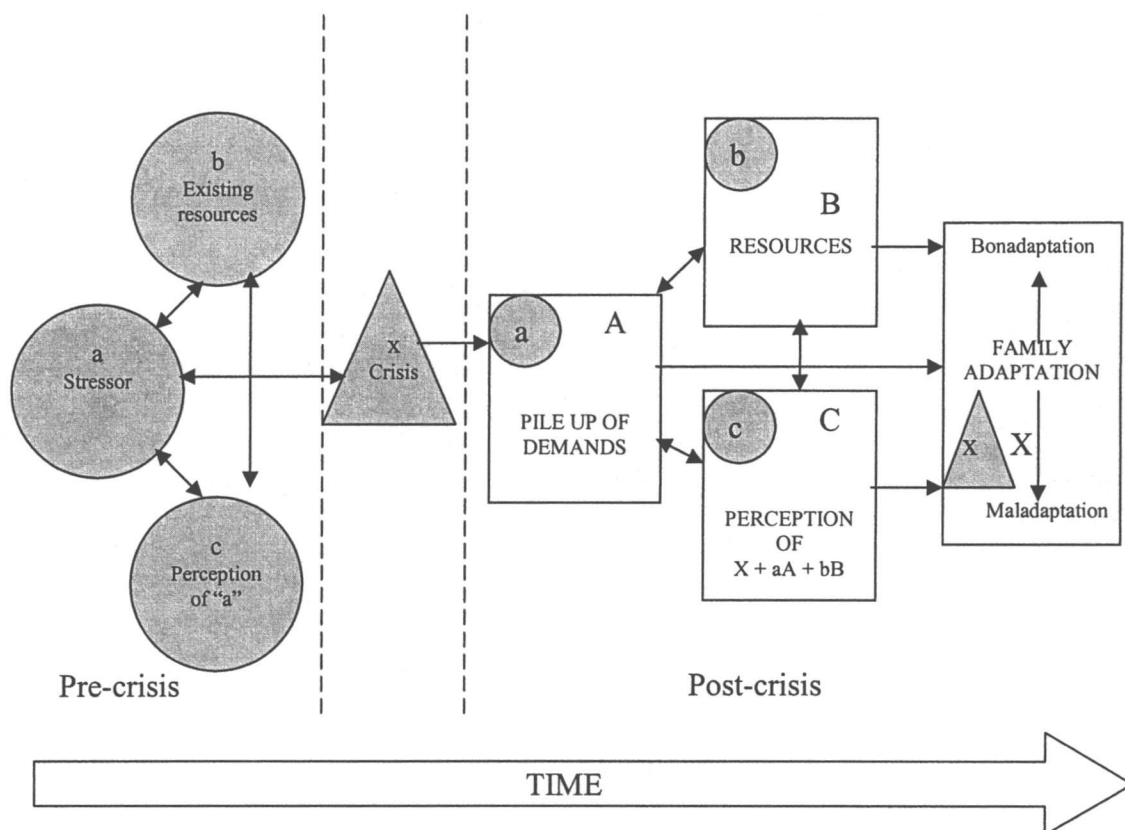 b
Existing
resources
a
Stressor
c
Perception
of “a”
Pre-crisis
x
Crisis
a
A
PILE UP OF
DEMANDS
b
B
RESOURCES
c
C
PERCEPTION
OF
X + aA + bB
Bonadaptation
FAMILY
ADAPTATION
x
X
Maladaptation
Post-crisis
TIME